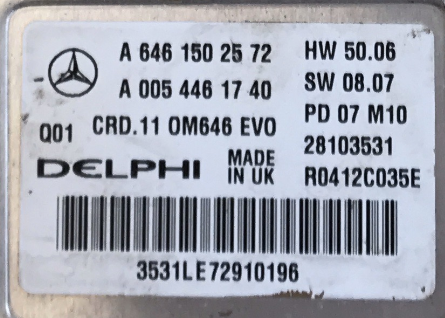 A 646 150 25 72 HW 50.06
A 005 446 17 40 SW 08.07
PD 07 M10
Q01 CRD.11 OM646 EVO
28103531
DELPHI MADE IN UK R0412C035E
3531LE72910196